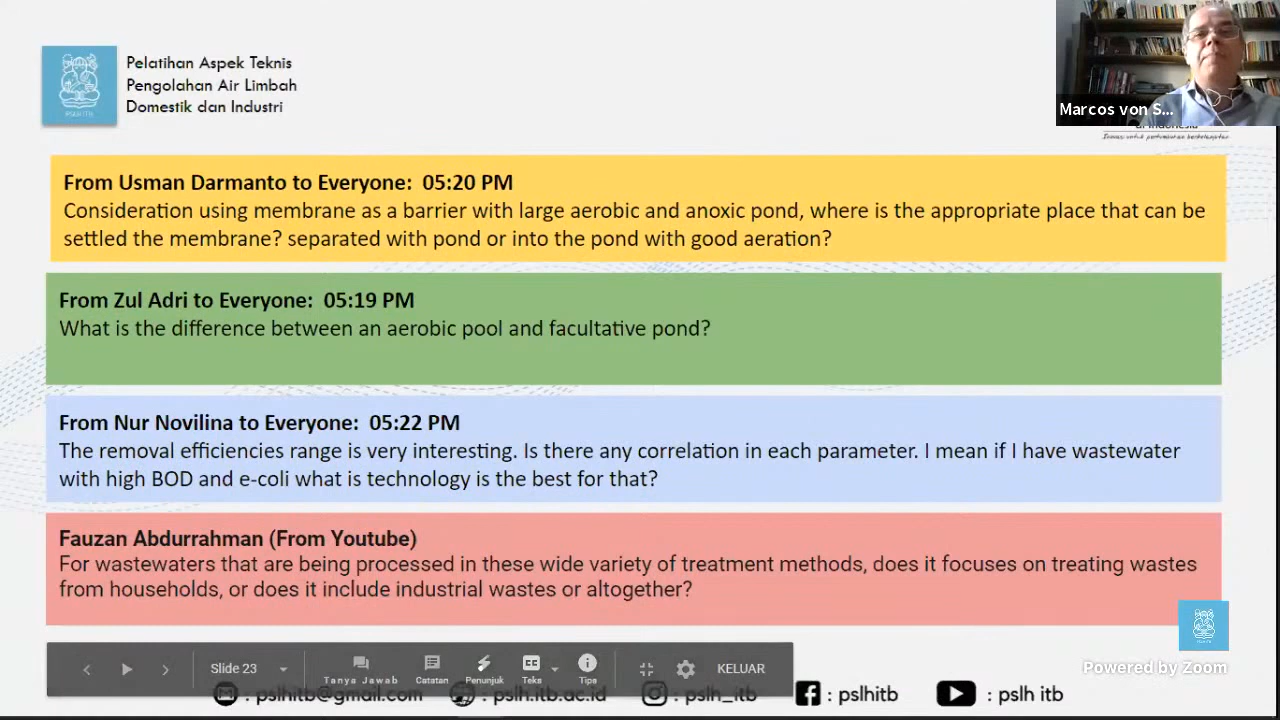 Pelatihan Aspek Teknis
Pengolahan Air Limbah
Domestik dan Industri
PSLH ITB
Marcos von S...
di Indonesia
From Usman Darmanto to Everyone: 05:20 PM
Consideration using membrane as a barrier with large aerobic and anoxic pond, where is the appropriate place that can be
settled the membrane? separated with pond or into the pond with good aeration?
From Zul Adri to Everyone: 05:19 PM
What is the difference between an aerobic pool and facultative pond?
From Nur Novilina to Everyone: 05:22 PM
The removal efficiencies range is very interesting. Is there any correlation in each parameter. I mean if I have wastewater
with high BOD and e-coli what is technology is the best for that?
Fauzan Abdurrahman (From Youtube)
For wastewaters that are being processed in these wide variety of treatment methods, does it focuses on treating wastes
from households, or does it include industrial wastes or altogether?
Slide 23
Tanya Jawab
Catatan
Penunjuk
CC
Teks
Tips
KELUAR
Powered by Zoom
: pslhitb@gmail.com
: pslh.itb.ac.id
: pslh_itb
: pslhitb
: pslh itb